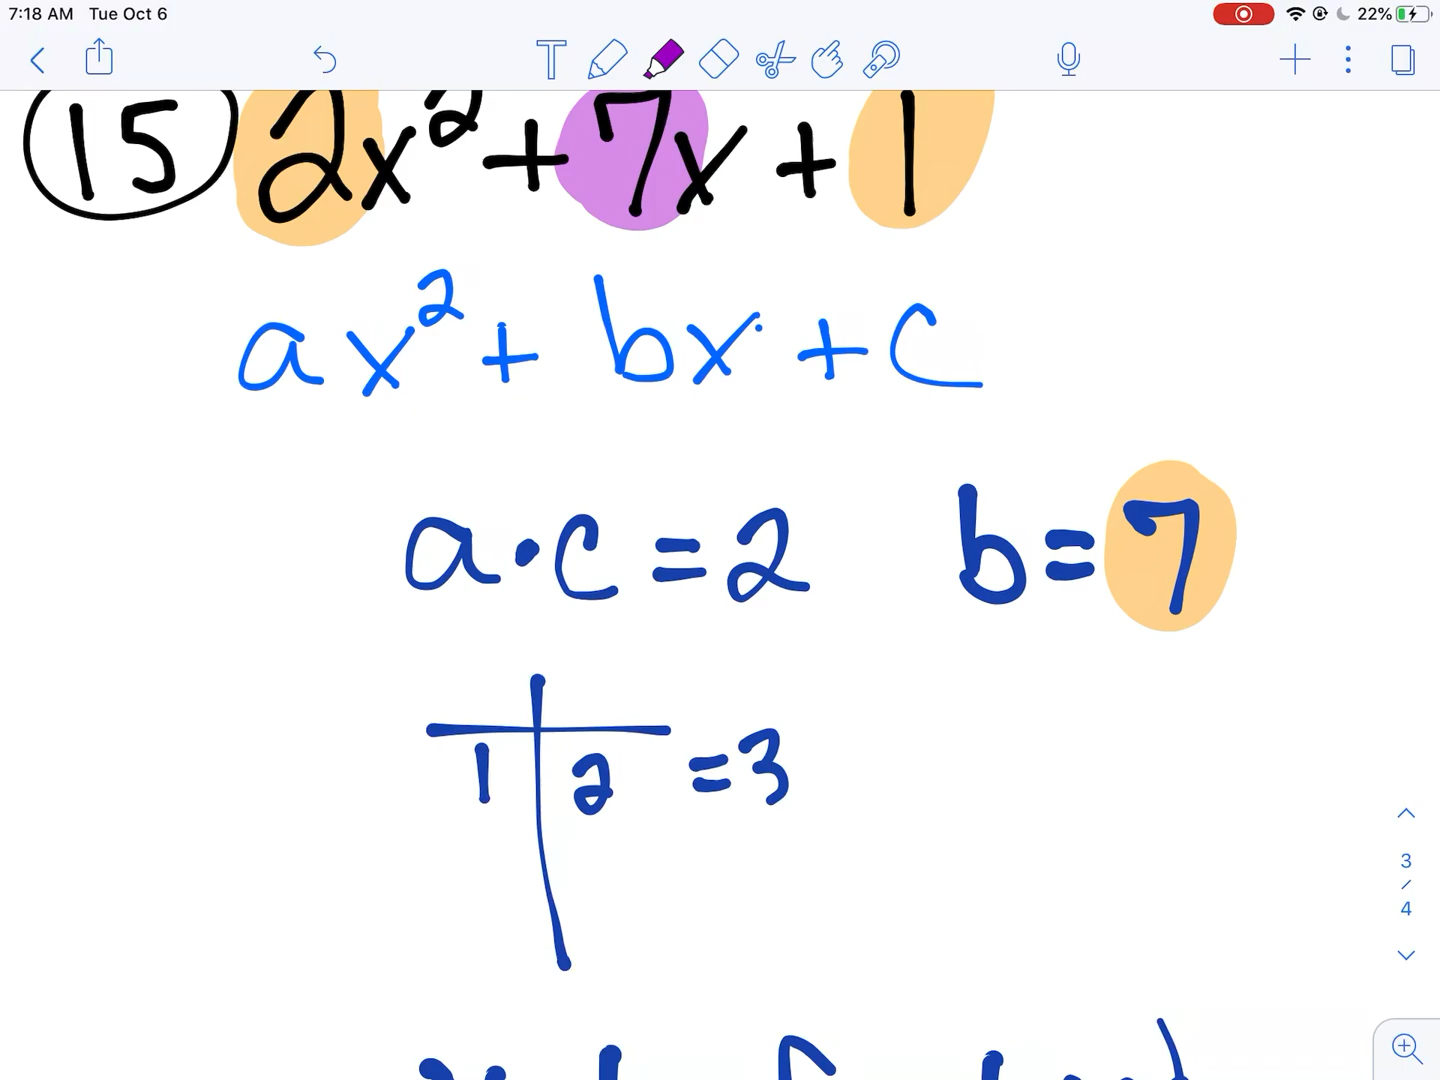 7:18 AM Tue Oct 6
22%
T
15 2x² + 7x + 1
ax² + bx + c
a·c = 2 b = 7
1 2 = 3
3
/
4